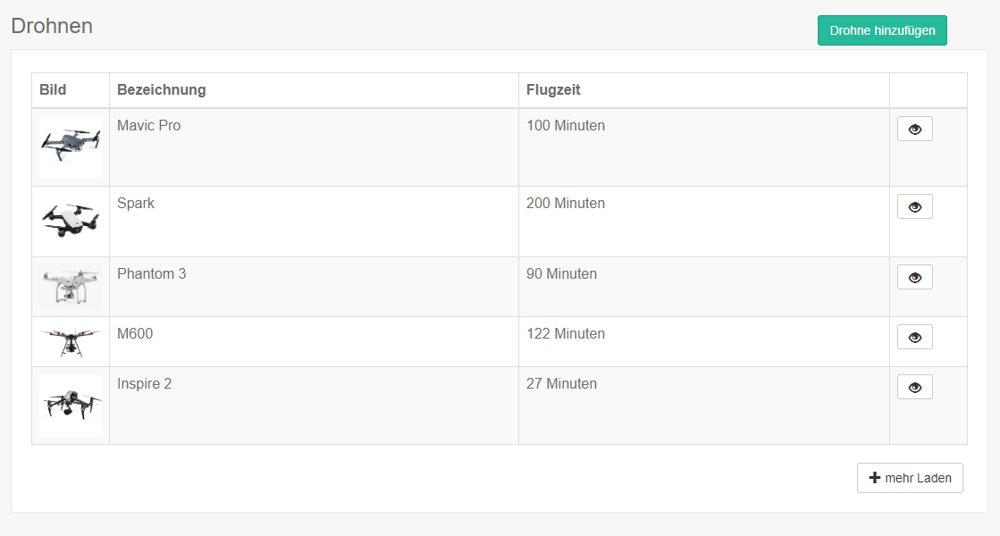 Drohnen
Drohne hinzufügen
Bild Bezeichnung Flugzeit
Mavic Pro 100 Minuten
Spark 200 Minuten
Phantom 3 90 Minuten
M600 122 Minuten
Inspire 2 27 Minuten
mehr Laden